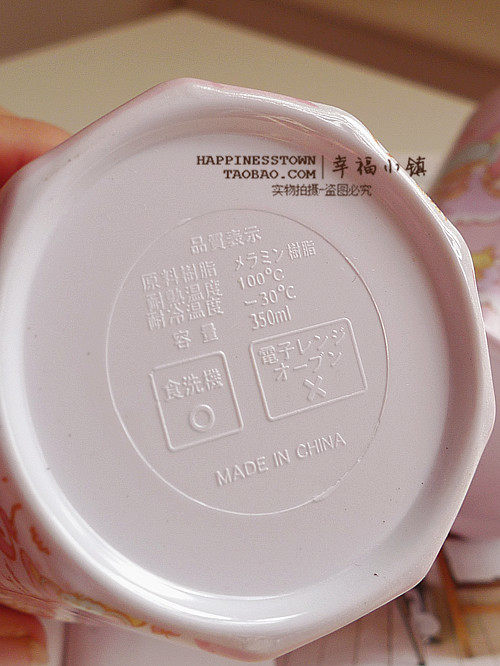 HAPPINESSTOWN
TAOBAO.COM
幸福小镇
实物拍摄-盗图必究
品質表示
原料樹脂 メラミン樹脂
耐熱温度 100℃
耐冷温度 -30℃
容量 350ml
食洗機
○
電子レンジ
オーブン
×
MADE IN CHINA